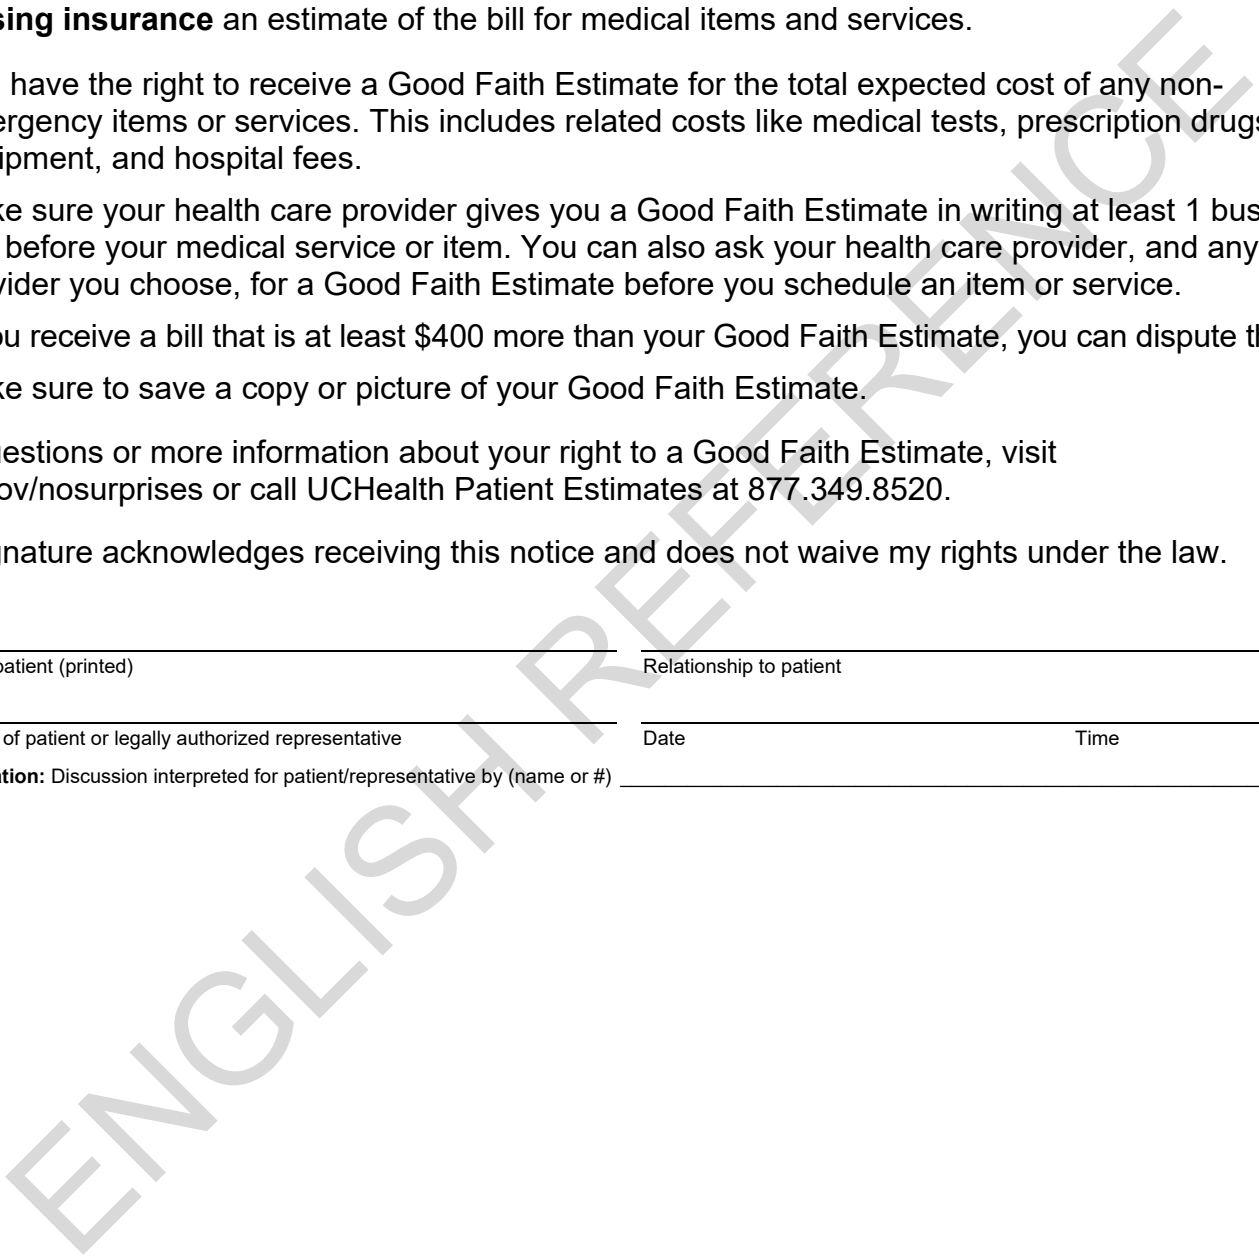 sing insurance an estimate of the bill for medical items and services.
have the right to receive a Good Faith Estimate for the total expected cost of any non-
ergency items or services. This includes related costs like medical tests, prescription drugs
ipment, and hospital fees.
ke sure your health care provider gives you a Good Faith Estimate in writing at least 1 bus
before your medical service or item. You can also ask your health care provider, and any
vider you choose, for a Good Faith Estimate before you schedule an item or service.
ou receive a bill that is at least $400 more than your Good Faith Estimate, you can dispute th
ke sure to save a copy or picture of your Good Faith Estimate.
uestions or more information about your right to a Good Faith Estimate, visit
ov/nosurprises or call UCHealth Patient Estimates at 877.349.8520.
gnature acknowledges receiving this notice and does not waive my rights under the law.
patient (printed) Relationship to patient
of patient or legally authorized representative Date Time
ation: Discussion interpreted for patient/representative by (name or #)
ENGLISH REFERENCE